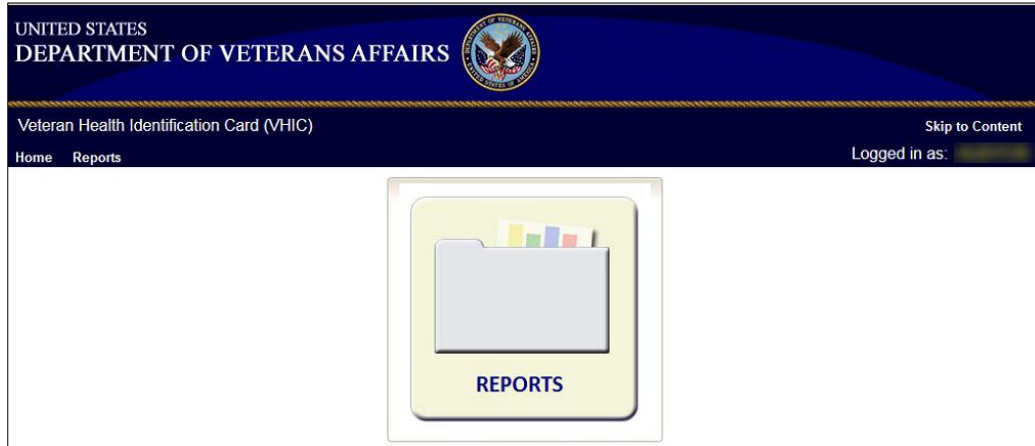 UNITED STATES
DEPARTMENT OF VETERANS AFFAIRS
Veteran Health Identification Card (VHIC)
Skip to Content
Home Reports
Logged in as:
REPORTS